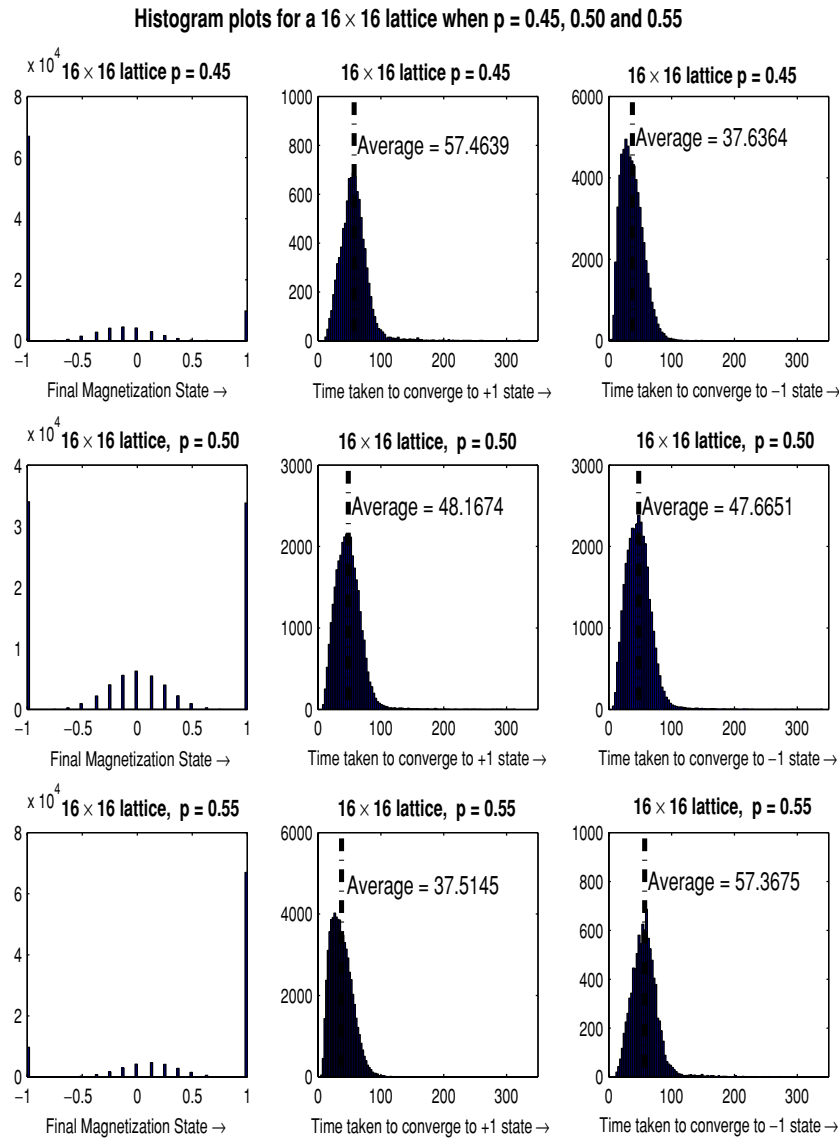 Histogram plots for a 16 × 16 lattice when p = 0.45, 0.50 and 0.55
x 10^4 16 × 16 lattice p = 0.45
8
6
4
2
0
−1 −0.5 0 0.5 1
Final Magnetization State →
16 × 16 lattice p = 0.45
1000
Average = 57.4639
800
600
400
200
0
0 100 200 300
Time taken to converge to +1 state →
16 × 16 lattice p = 0.45
6000
Average = 37.6364
4000
2000
0
0 100 200 300
Time taken to converge to −1 state →
x 10^4 16 × 16 lattice, p = 0.50
4
3
2
1
0
−1 −0.5 0 0.5 1
Final Magnetization State →
16 × 16 lattice, p = 0.50
3000
Average = 48.1674
2000
1000
0
0 100 200 300
Time taken to converge to +1 state →
16 × 16 lattice, p = 0.50
3000
Average = 47.6651
2000
1000
0
0 100 200 300
Time taken to converge to −1 state →
x 10^4 16 × 16 lattice, p = 0.55
8
6
4
2
0
−1 −0.5 0 0.5 1
Final Magnetization State →
16 × 16 lattice, p = 0.55
6000
Average = 37.5145
4000
2000
0
0 100 200 300
Time taken to converge to +1 state →
16 × 16 lattice, p = 0.55
1000
Average = 57.3675
800
600
400
200
0
0 100 200 300
Time taken to converge to −1 state →